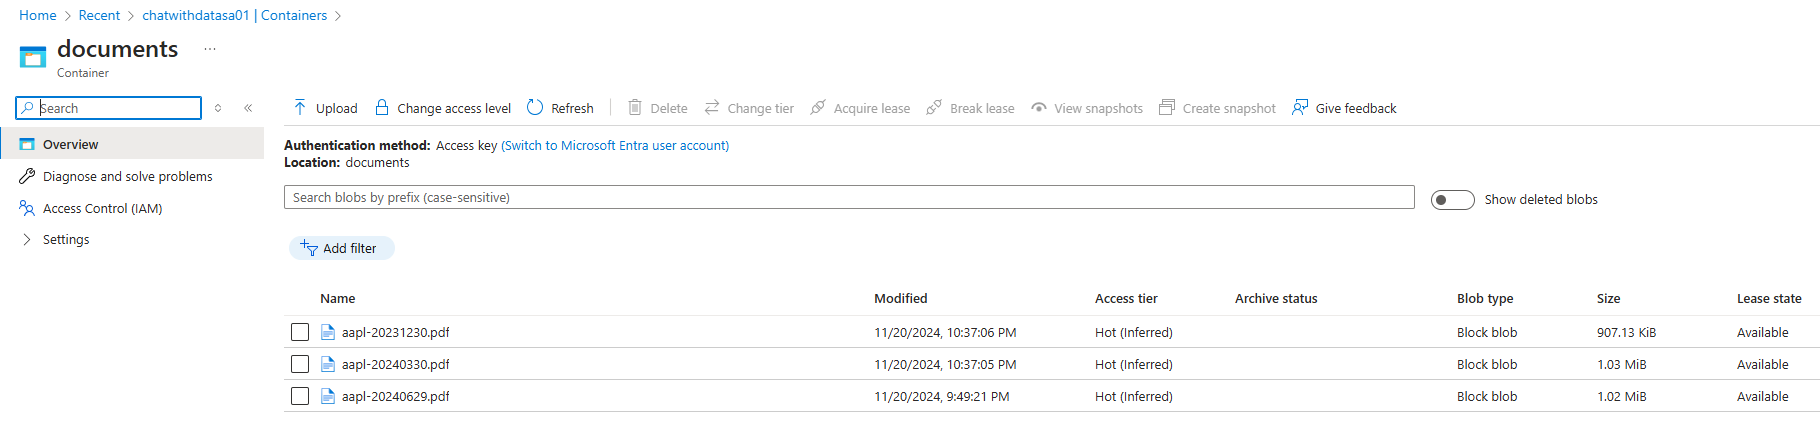 Home > Recent > chatwithdatasa01 | Containers >
documents ...
Container
Search
Overview
Diagnose and solve problems
Access Control (IAM)
Settings
Upload Change access level Refresh Delete Change tier Acquire lease Break lease View snapshots Create snapshot Give feedback
Authentication method: Access key (Switch to Microsoft Entra user account)
Location: documents
Search blobs by prefix (case-sensitive)
Show deleted blobs
Add filter
Name Modified Access tier Archive status Blob type Size Lease state
aapl-20231230.pdf 11/20/2024, 10:37:06 PM Hot (Inferred) Block blob 907.13 KiB Available
aapl-20240330.pdf 11/20/2024, 10:37:05 PM Hot (Inferred) Block blob 1.03 MiB Available
aapl-20240629.pdf 11/20/2024, 9:49:21 PM Hot (Inferred) Block blob 1.02 MiB Available